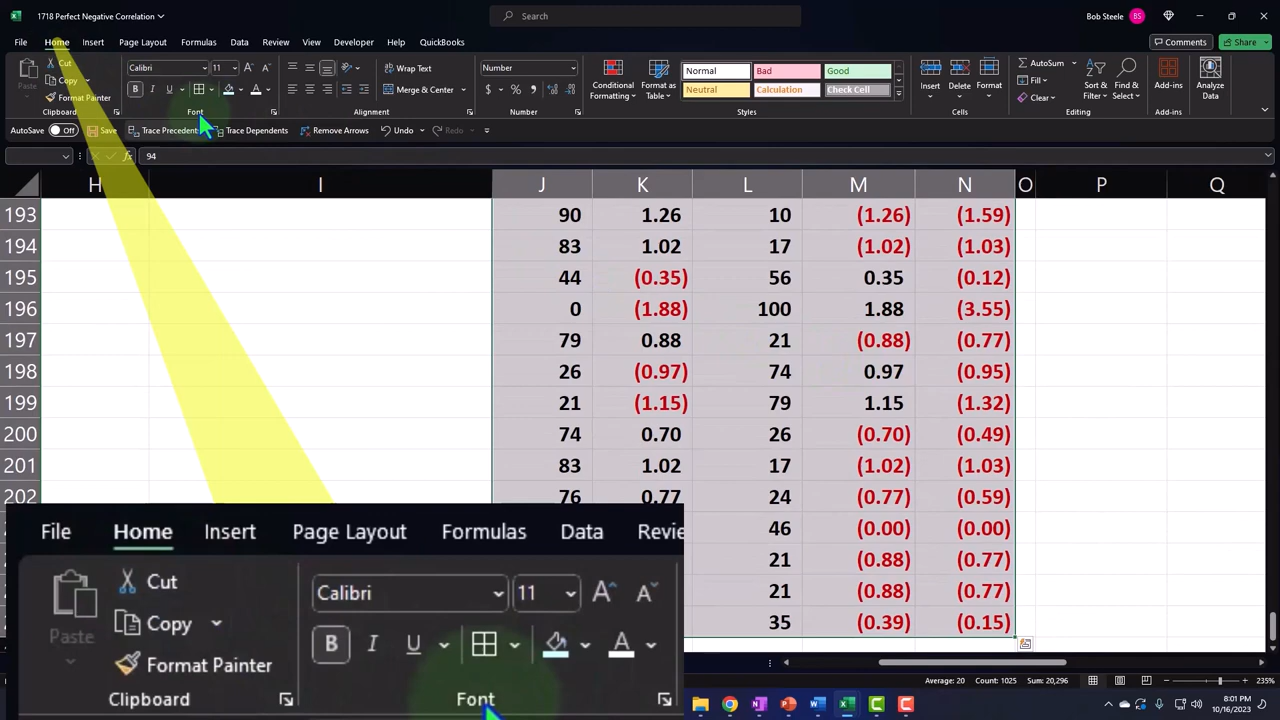 1718 Perfect Negative Correlation
Search
Bob Steele BS
File Home Insert Page Layout Formulas Data Review View Developer Help QuickBooks Comments Share
Paste Cut Calibri 11 Wrap Text Number Conditional Formatting Format as Table Normal Bad Good Insert Delete Format AutoSum Sort & Filter Find & Select Add-ins Analyze Data
Copy Merge & Center Neutral Calculation Check Cell Fill
Format Painter Clear
Clipboard Font Alignment Number Styles Cells Editing Add-ins
AutoSave Off Save Trace Precedent Trace Dependents Remove Arrows Undo Redo
fx 94
H I J K L M N O P Q
193 90 1.26 10 (1.26) (1.59)
194 83 1.02 17 (1.02) (1.03)
195 44 (0.35) 56 0.35 (0.12)
196 0 (1.88) 100 1.88 (3.55)
197 79 0.88 21 (0.88) (0.77)
198 26 (0.97) 74 0.97 (0.95)
199 21 (1.15) 79 1.15 (1.32)
200 74 0.70 26 (0.70) (0.49)
201 83 1.02 17 (1.02) (1.03)
202 76 0.77 24 (0.77) (0.59)
46 (0.00) (0.00)
21 (0.88) (0.77)
21 (0.88) (0.77)
35 (0.39) (0.15)
File Home Insert Page Layout Formulas Data Revie
Paste Cut Calibri 11
Copy B I U A
Format Painter
Clipboard Font
Average: 20 Count: 1025 Sum: 20,296 235%
8:01 PM
10/16/2023